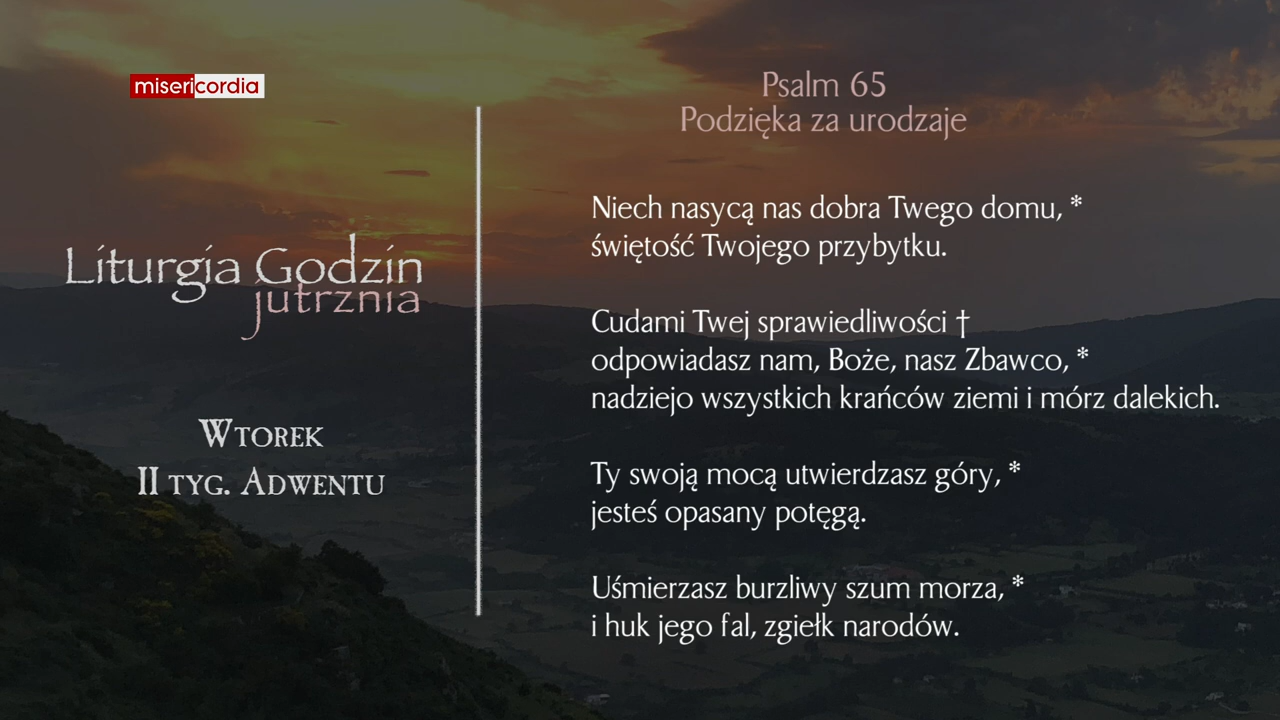 misericordia
Liturgia Godzin
jutrznia
Wtorek
II tyg. Adwentu
Psalm 65
Podzięka za urodzaje
Niech nasycą nas dobra Twego domu, *
świętość Twojego przybytku.
Cudami Twej sprawiedliwości †
odpowiadasz nam, Boże, nasz Zbawco, *
nadziejo wszystkich krańców ziemi i mórz dalekich.
Ty swoją mocą utwierdzasz góry, *
jesteś opasany potęgą.
Uśmierzasz burzliwy szum morza, *
i huk jego fal, zgiełk narodów.